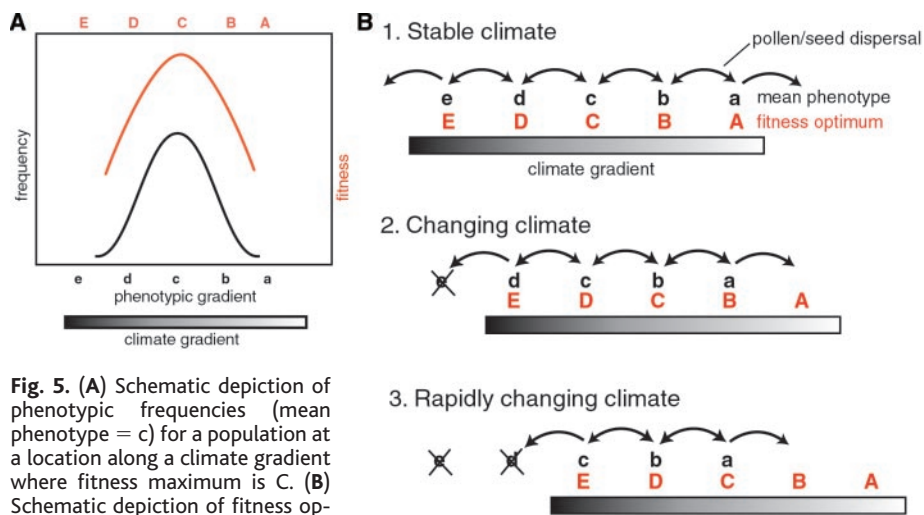 A
E D C B A
frequency
fitness
e d c b a
phenotypic gradient
climate gradient
Fig. 5. (A) Schematic depiction of
phenotypic frequencies (mean
phenotype = c) for a population at
a location along a climate gradient
where fitness maximum is C. (B)
Schematic depiction of fitness op-
B
1. Stable climate
pollen/seed dispersal
e d c b a mean phenotype
E D C B A fitness optimum
climate gradient
2. Changing climate
e d c b a
E D C B A
3. Rapidly changing climate
e d c b a
E D C B A